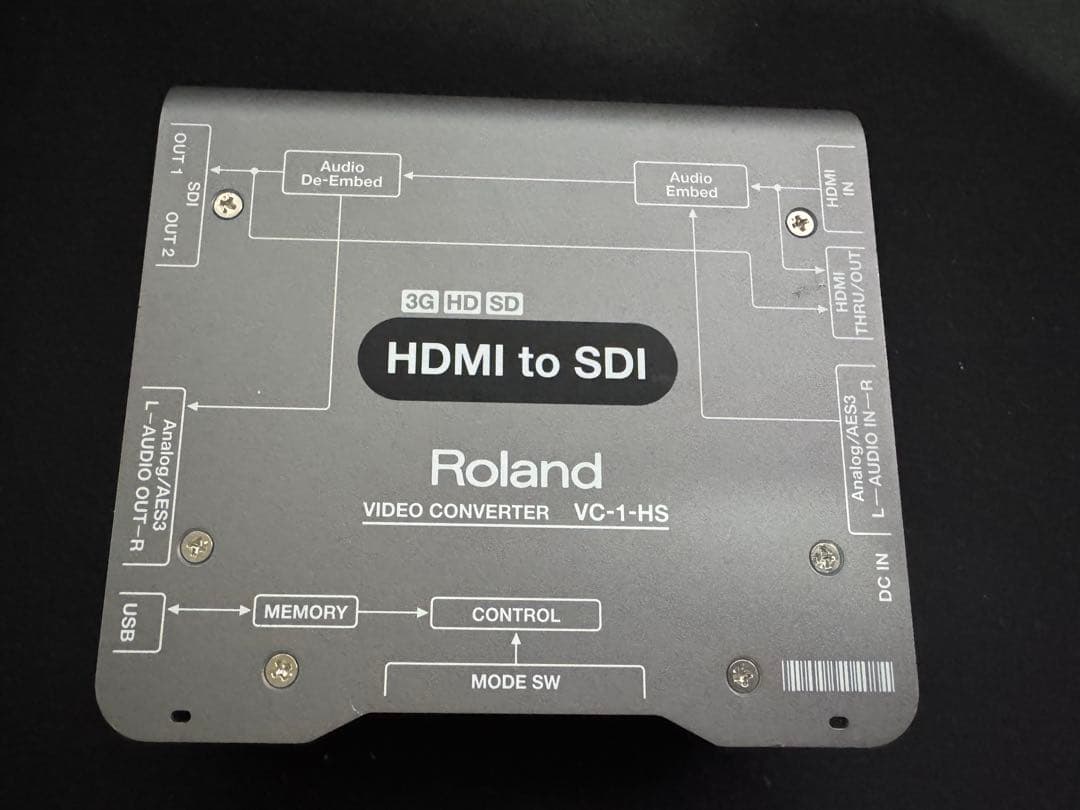 OUT 1
SDI
OUT 2
Audio
De-Embed
Audio
Embed
HDMI
IN
HDMI
THRU/OUT
3G HD SD
HDMI to SDI
Analog/AES3
L—AUDIO OUT—R
Analog/AES3
L—AUDIO IN—R
Roland
VIDEO CONVERTER VC-1-HS
DC IN
USB
MEMORY
CONTROL
MODE SW